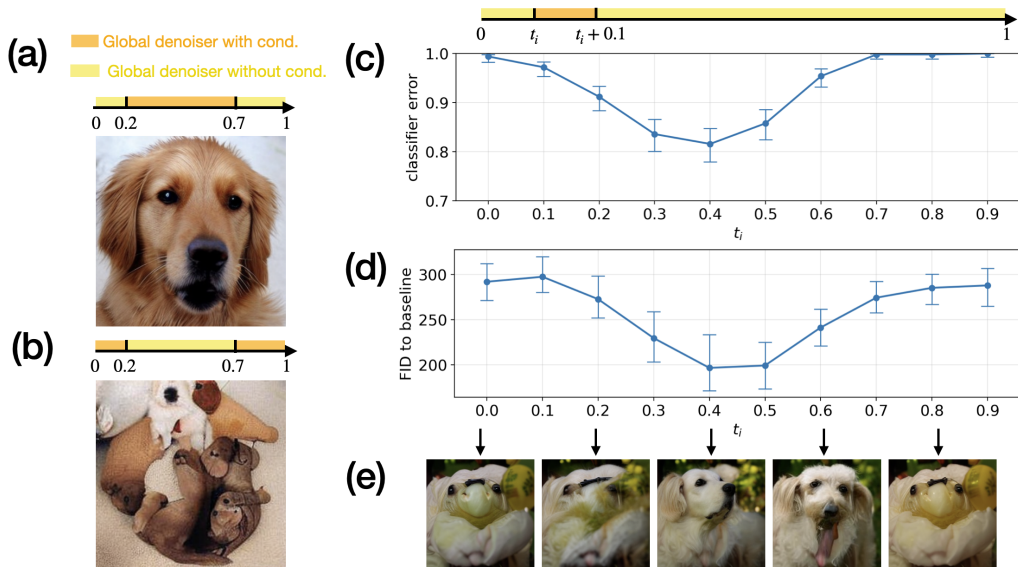 (a)
Global denoiser with cond.
Global denoiser without cond.
0 0.2 0.7 1
(b)
0 0.2 0.7 1
0 tᵢ tᵢ + 0.1 1
(c)
classifier error
1.0
0.9
0.8
0.7
0.0 0.1 0.2 0.3 0.4 0.5 0.6 0.7 0.8 0.9
tᵢ
(d)
FID to baseline
300
250
200
0.0 0.1 0.2 0.3 0.4 0.5 0.6 0.7 0.8 0.9
tᵢ
(e)